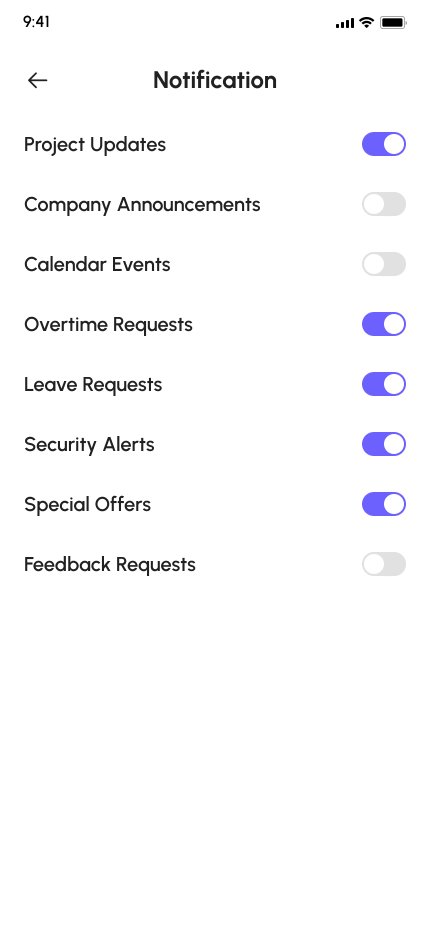 9:41
Notification
Project Updates
Company Announcements
Calendar Events
Overtime Requests
Leave Requests
Security Alerts
Special Offers
Feedback Requests